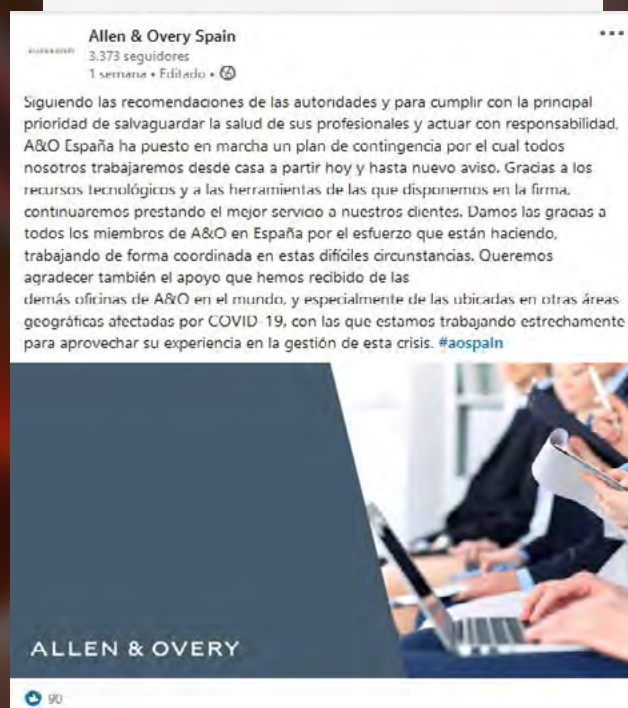 Allen & Overy Spain
ALLEN & OVERY
3.373 seguidores
1 semana • Editado •
Siguiendo las recomendaciones de las autoridades y para cumplir con la principal
prioridad de salvaguardar la salud de sus profesionales y actuar con responsabilidad,
A&O España ha puesto en marcha un plan de contingencia por el cual todos
nosotros trabajaremos desde casa a partir hoy y hasta nuevo aviso. Gracias a los
recursos tecnológicos y a las herramientas de las que disponemos en la firma,
continuaremos prestando el mejor servicio a nuestros clientes. Damos las gracias a
todos los miembros de A&O en España por el esfuerzo que están haciendo,
trabajando de forma coordinada en estas difíciles circunstancias. Queremos
agradecer también el apoyo que hemos recibido de las
demás oficinas de A&O en el mundo, y especialmente de las ubicadas en otras áreas
geográficas afectadas por COVID-19, con las que estamos trabajando estrechamente
para aprovechar su experiencia en la gestión de esta crisis. #aospain
ALLEN & OVERY
90